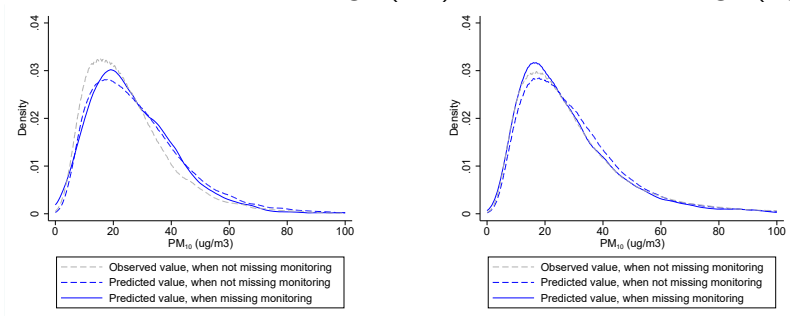 .04
.03
.02
.01
0
Density
0 20 40 60 80 100
PM₁₀ (ug/m3)
Observed value, when not missing monitoring
Predicted value, when not missing monitoring
Predicted value, when missing monitoring
.04
.03
.02
.01
0
Density
0 20 40 60 80 100
PM₁₀ (ug/m3)
Observed value, when not missing monitoring
Predicted value, when not missing monitoring
Predicted value, when missing monitoring